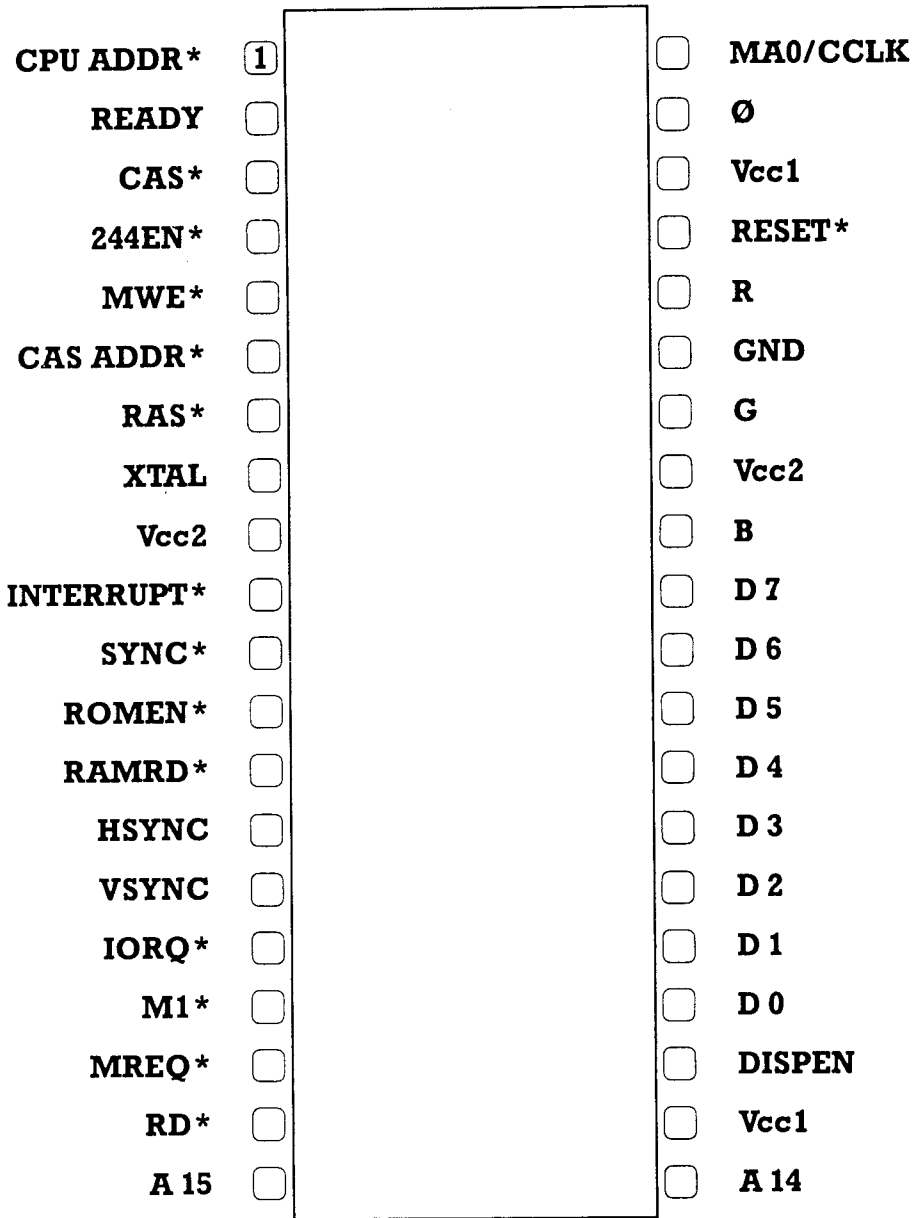 CPU ADDR* 1 MA0/CCLK
READY Ø
CAS* Vcc1
244EN* RESET*
MWE* R
CAS ADDR* GND
RAS* G
XTAL Vcc2
Vcc2 B
INTERRUPT* D 7
SYNC* D 6
ROMEN* D 5
RAMRD* D 4
HSYNC D 3
VSYNC D 2
IORQ* D 1
M1* D 0
MREQ* DISPEN
RD* Vcc1
A 15 A 14